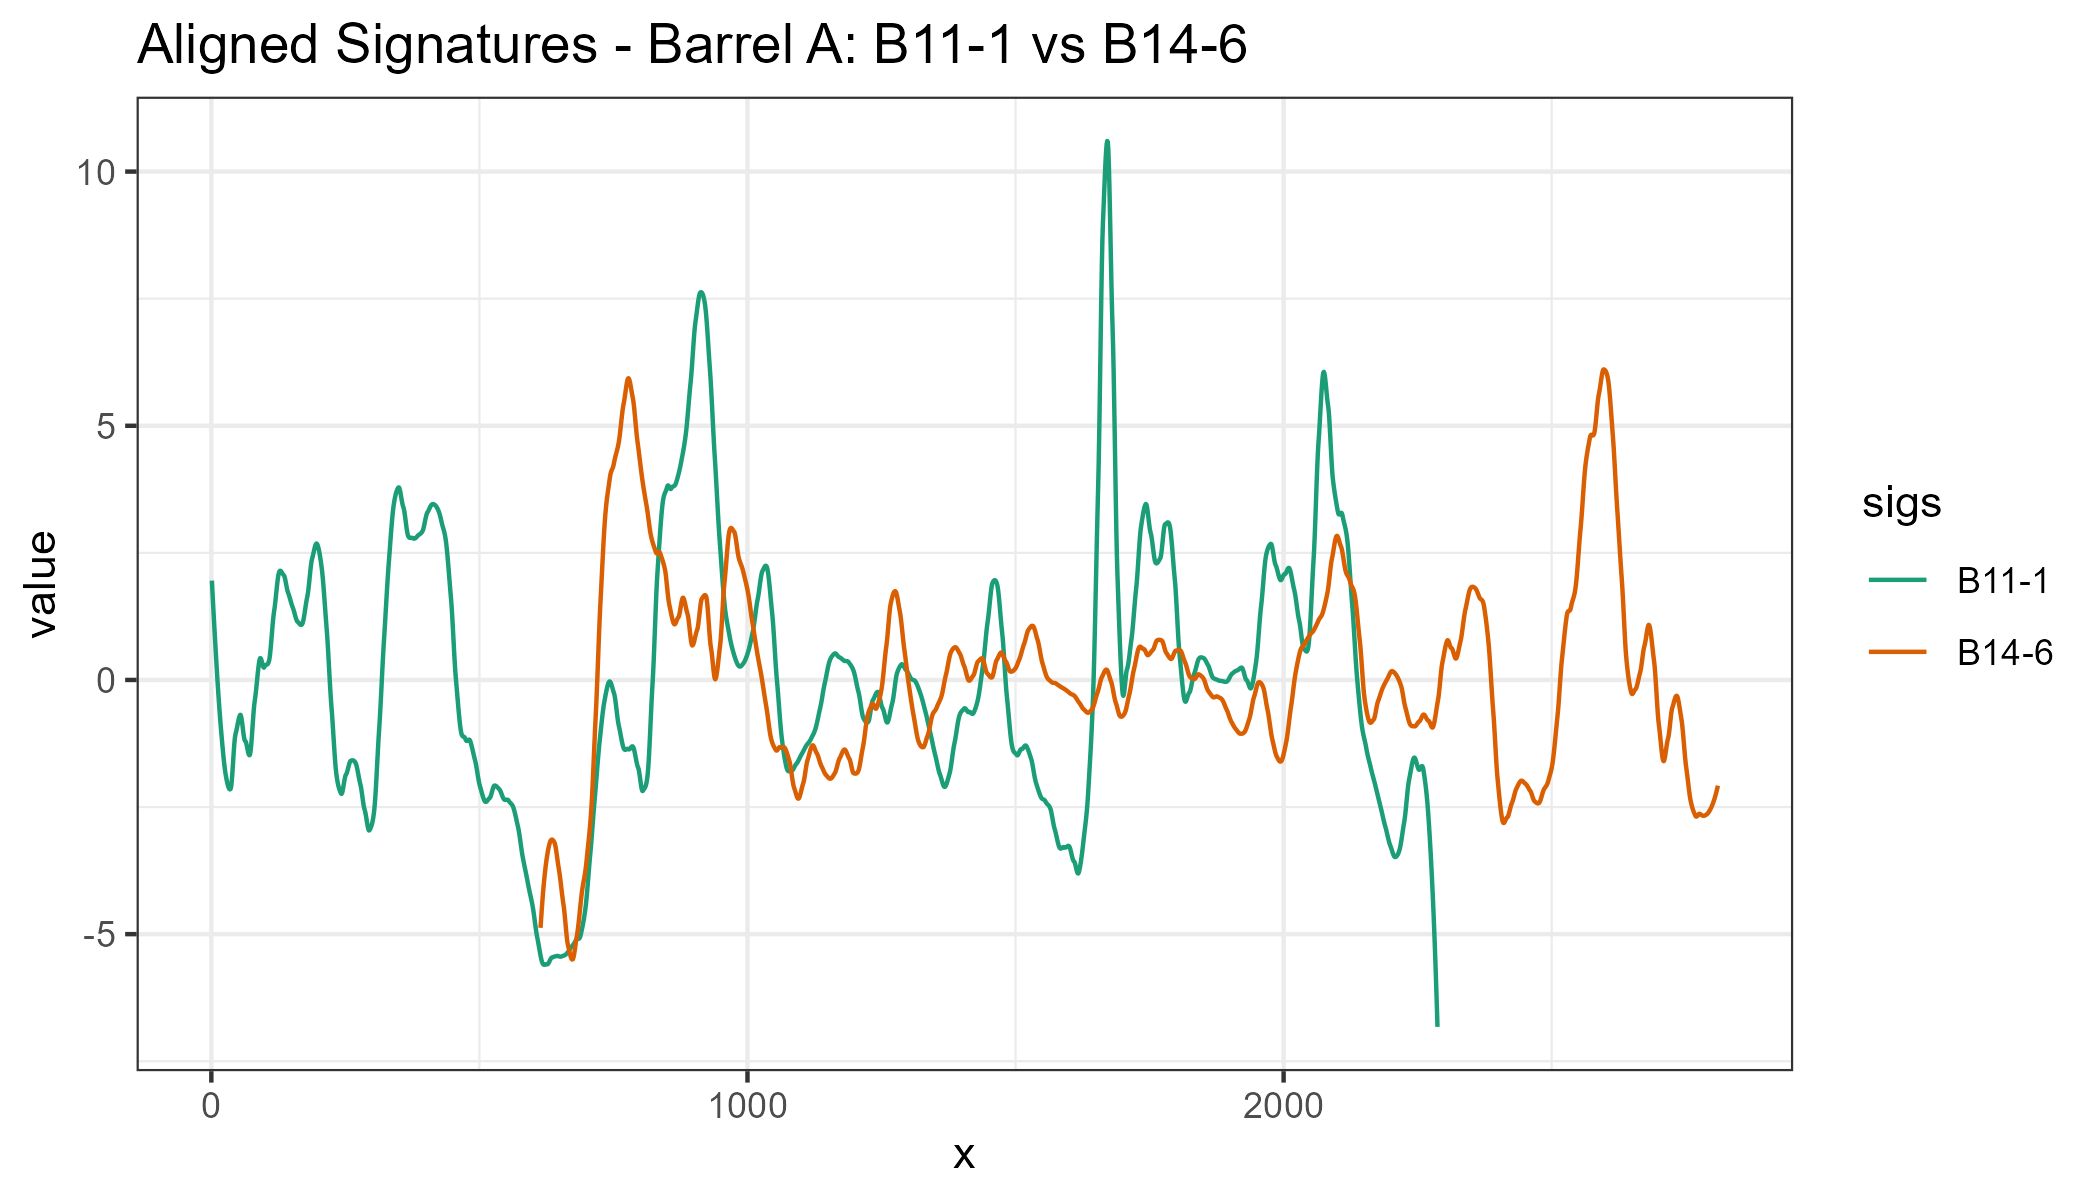 Aligned Signatures - Barrel A: B11-1 vs B14-6
10
5
0
-5
value
0 1000 2000
x
sigs
B11-1
B14-6